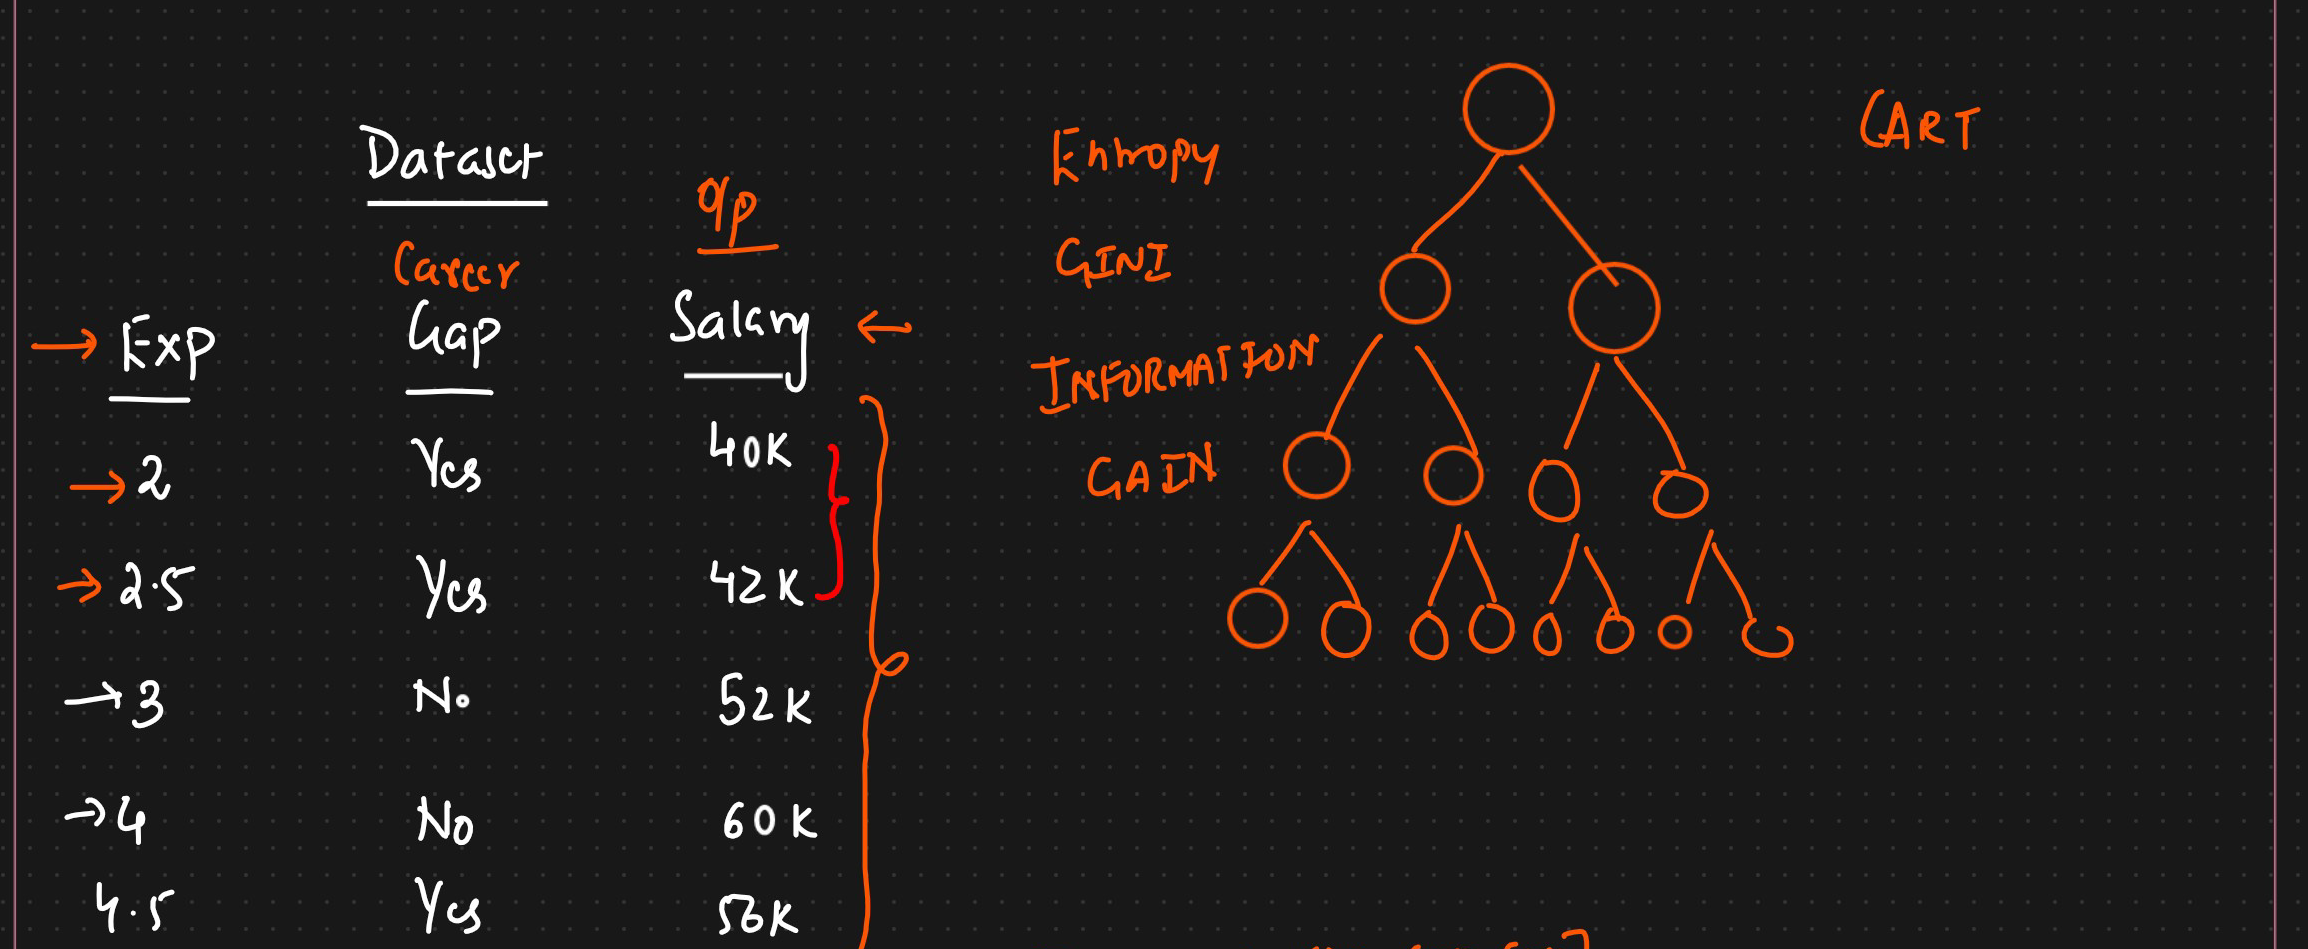 Dataset
o/p
Career
Exp Gap Salary
2 Yes 40K
2.5 Yes 42K
3 No 52K
4 No 60K
4.5 Yes 56K
Entropy
GINI
INFORMATION
GAIN
CART